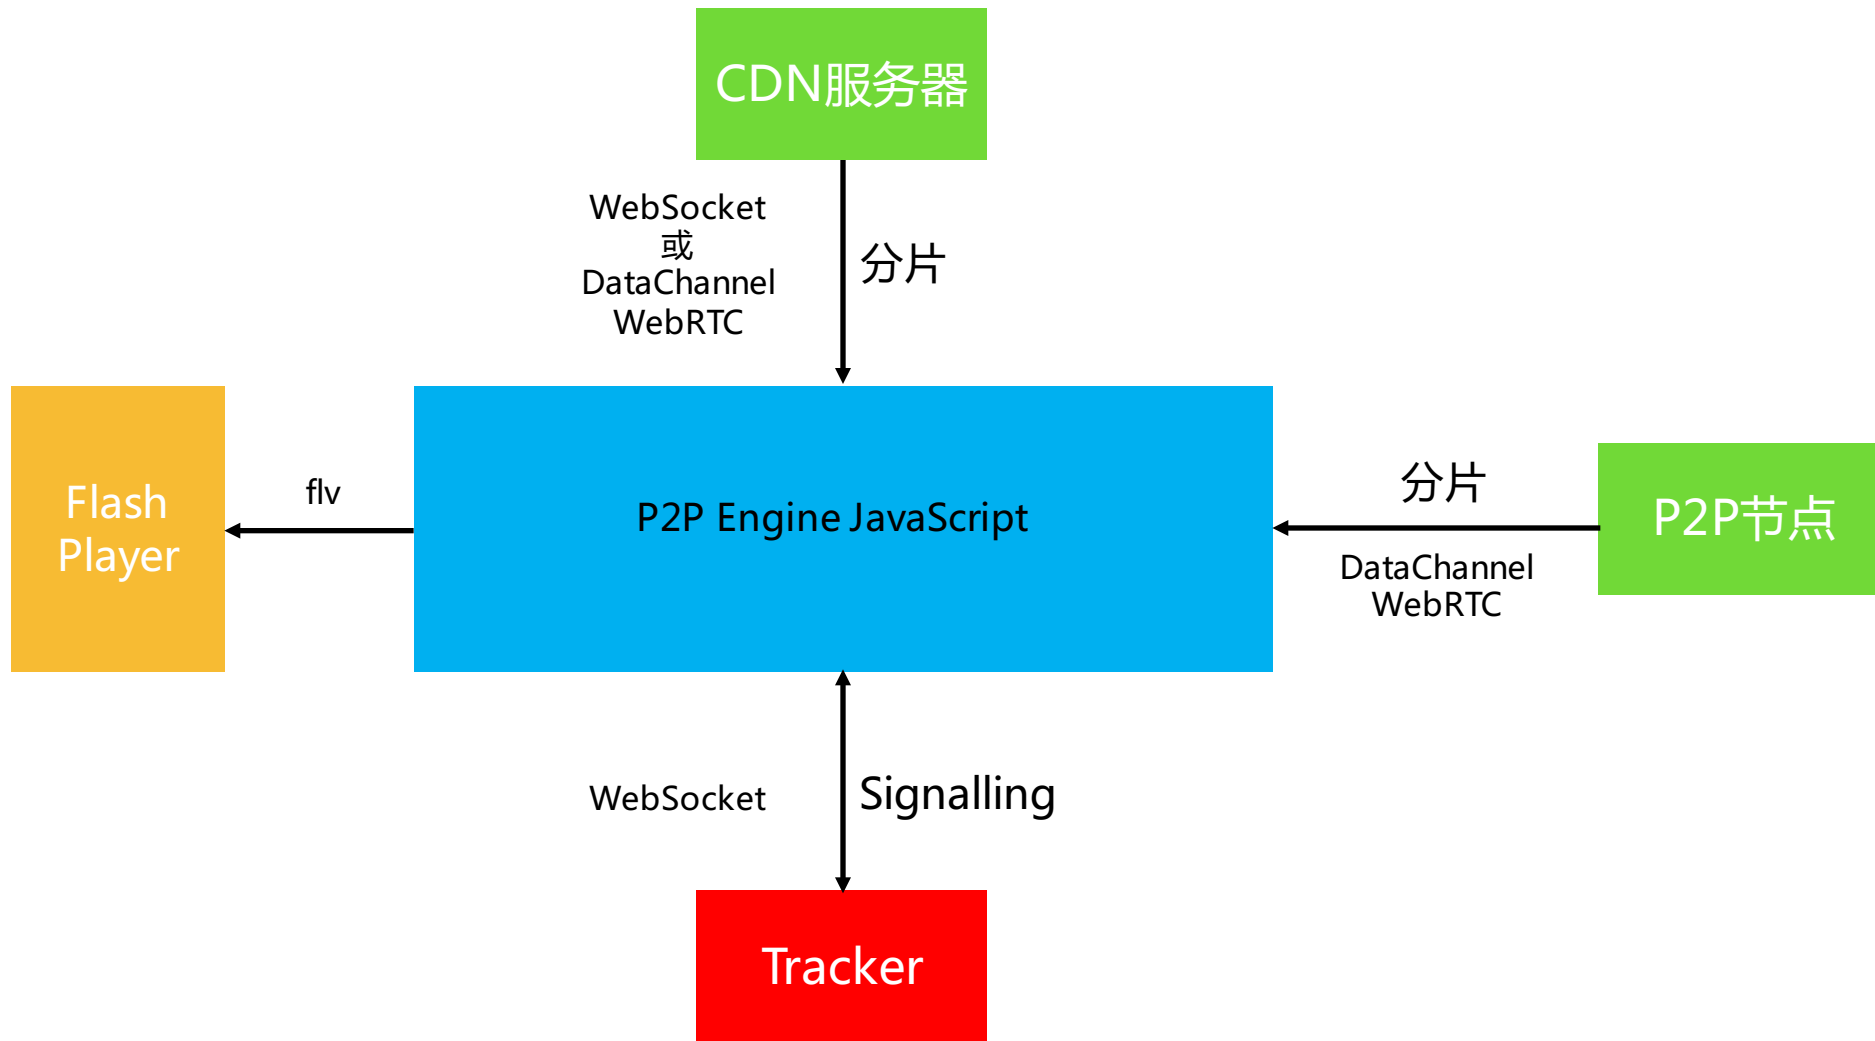 CDN服务器
WebSocket
或
DataChannel
WebRTC
分片
Flash
Player
flv
P2P Engine JavaScript
分片
DataChannel
WebRTC
P2P节点
WebSocket
Signalling
Tracker